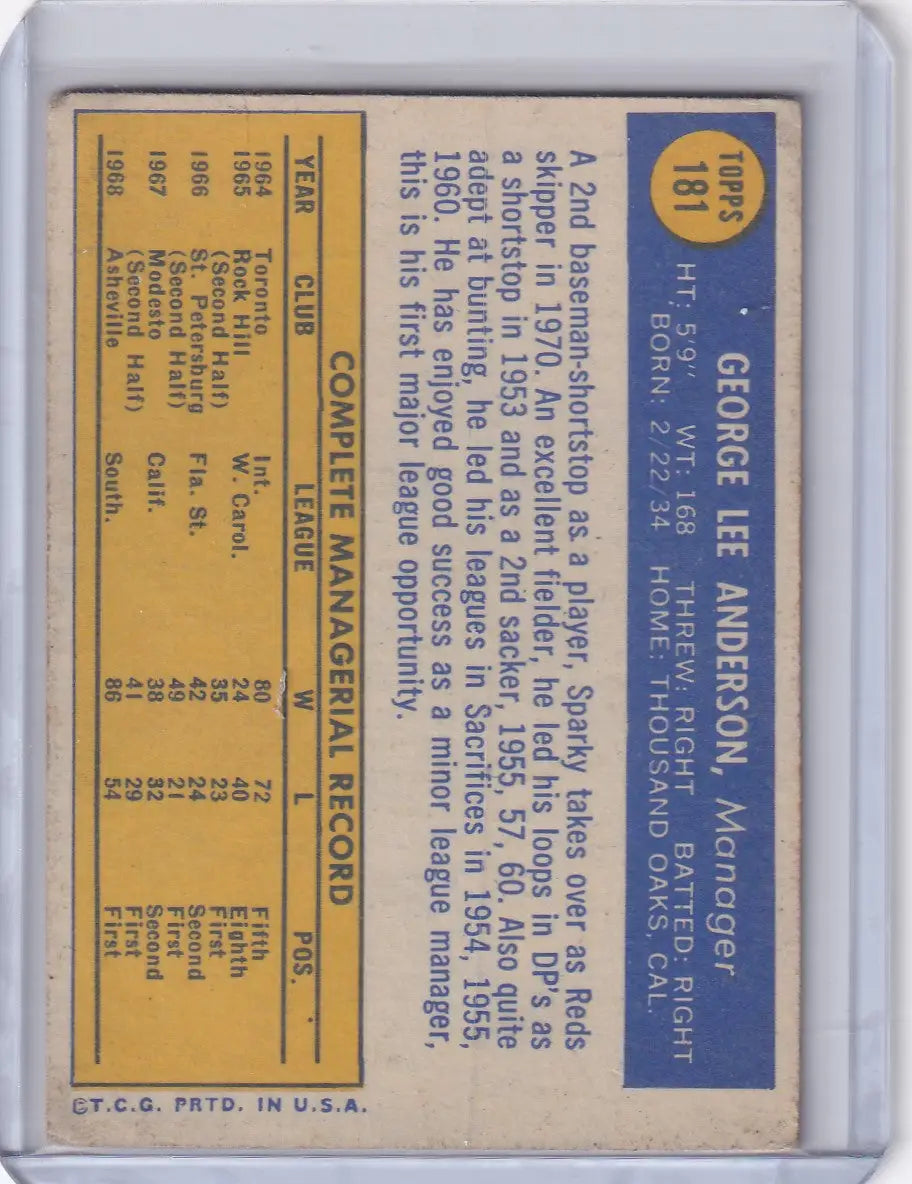 TOPPS
181
GEORGE LEE ANDERSON, Manager
HT: 5'9" WT: 168 THREW: RIGHT BATTED: RIGHT
BORN: 2/22/34 HOME: THOUSAND OAKS, CAL.
A 2nd baseman-shortstop as a player, Sparky takes over as Reds
skipper in 1970. An excellent fielder, he led his loops in DP's as
a shortstop in 1953 and as a 2nd sacker, 1955, 57, 60. Also quite
adept at bunting, he led his leagues in Sacrifices in 1954, 1955,
1960. He has enjoyed good success as a minor league manager,
this is his first major league opportunity.
COMPLETE MANAGERIAL RECORD
YEAR CLUB LEAGUE W L POS.
1964 Toronto Int. 80 72 Fifth
1965 Rock Hill W. Carol. 24 40 Eighth
(Second Half) 35 23 First
1966 St. Petersburg Fla. St. 42 24 Second
(Second Half) 49 21 First
1967 Modesto Calif. 38 32 Second
(Second Half) 41 29 First
1968 Asheville South. 86 54 First
©T.C.G. PRTD. IN U.S.A.